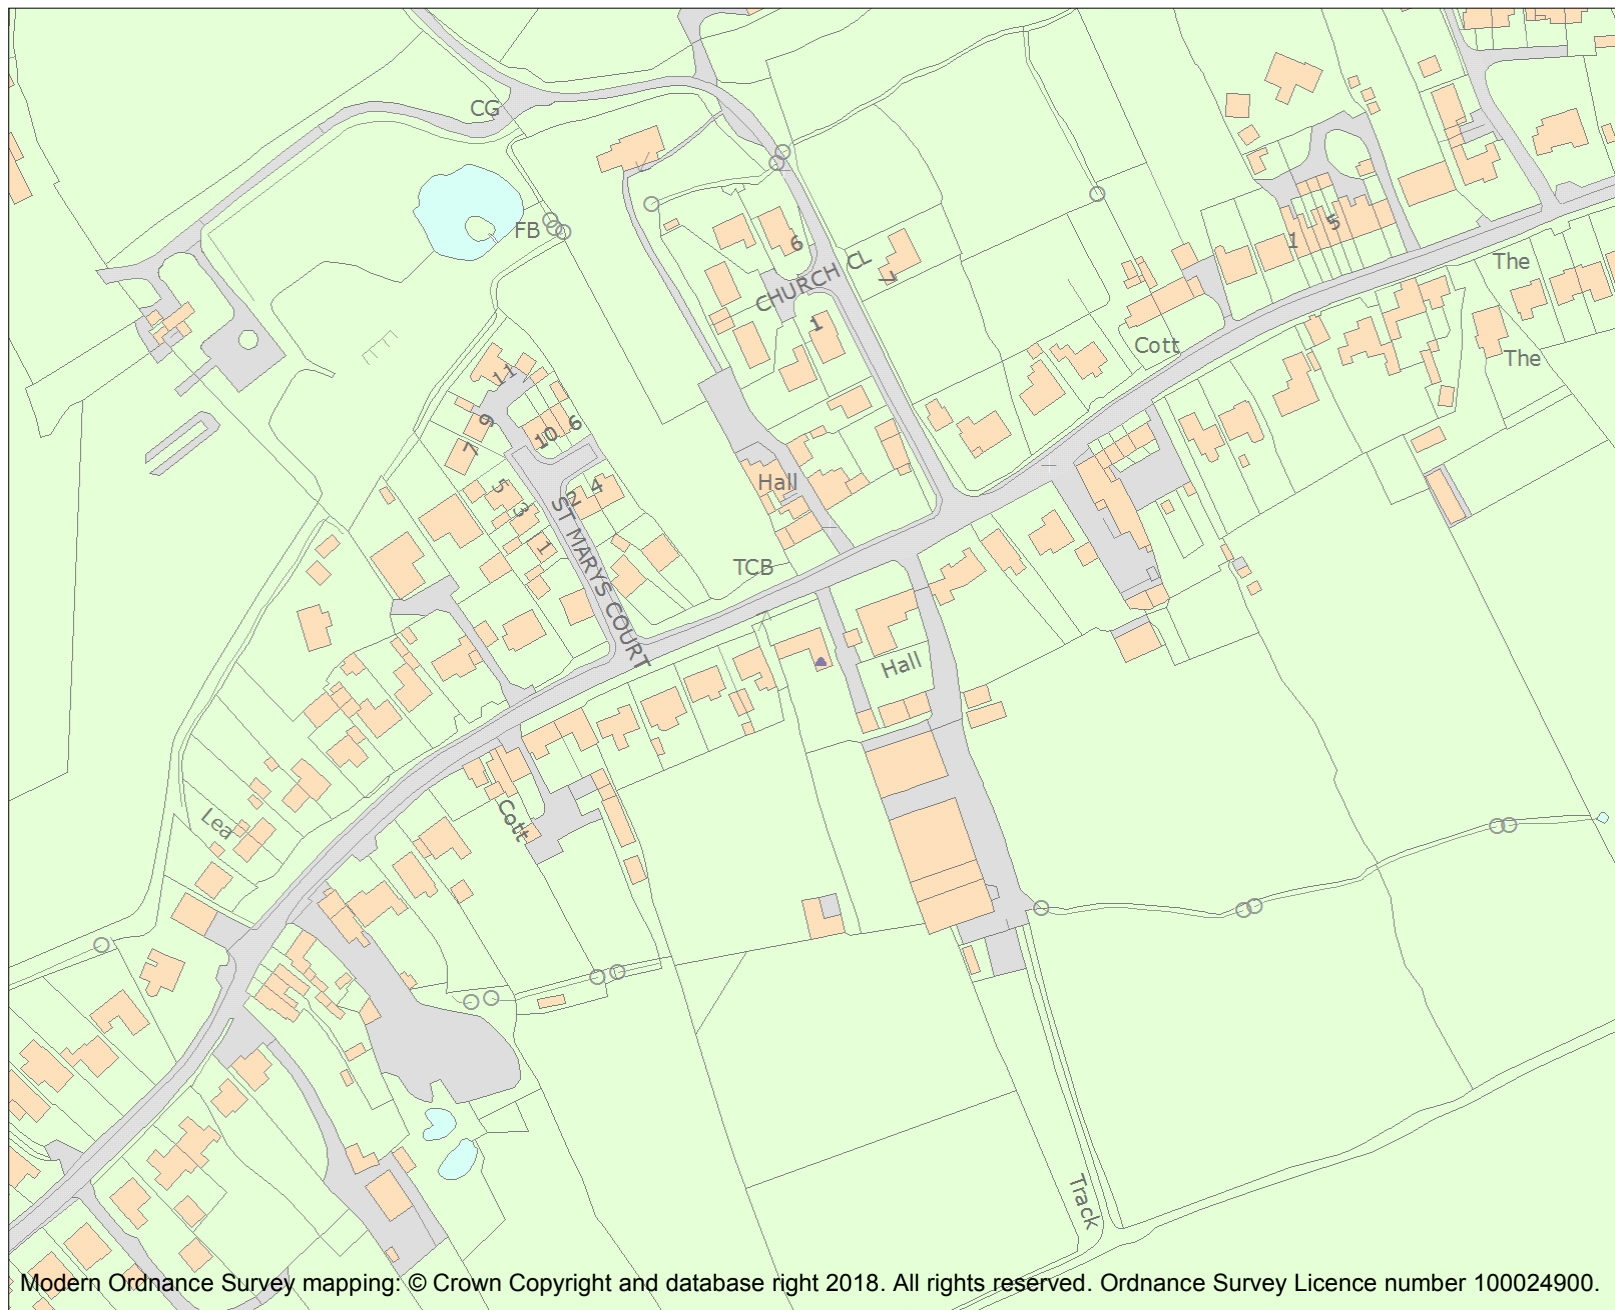 CG
FB
6
CHURCH CL
7
1
5
1
The
The
Cott
11
9
7
10
6
5
3
1
2
4
ST MARYS COURT
Hall
TCB
Hall
Lea
Cott
Track
Modern Ordnance Survey mapping: © Crown Copyright and database right 2018. All rights reserved. Ordnance Survey Licence number 100024900.